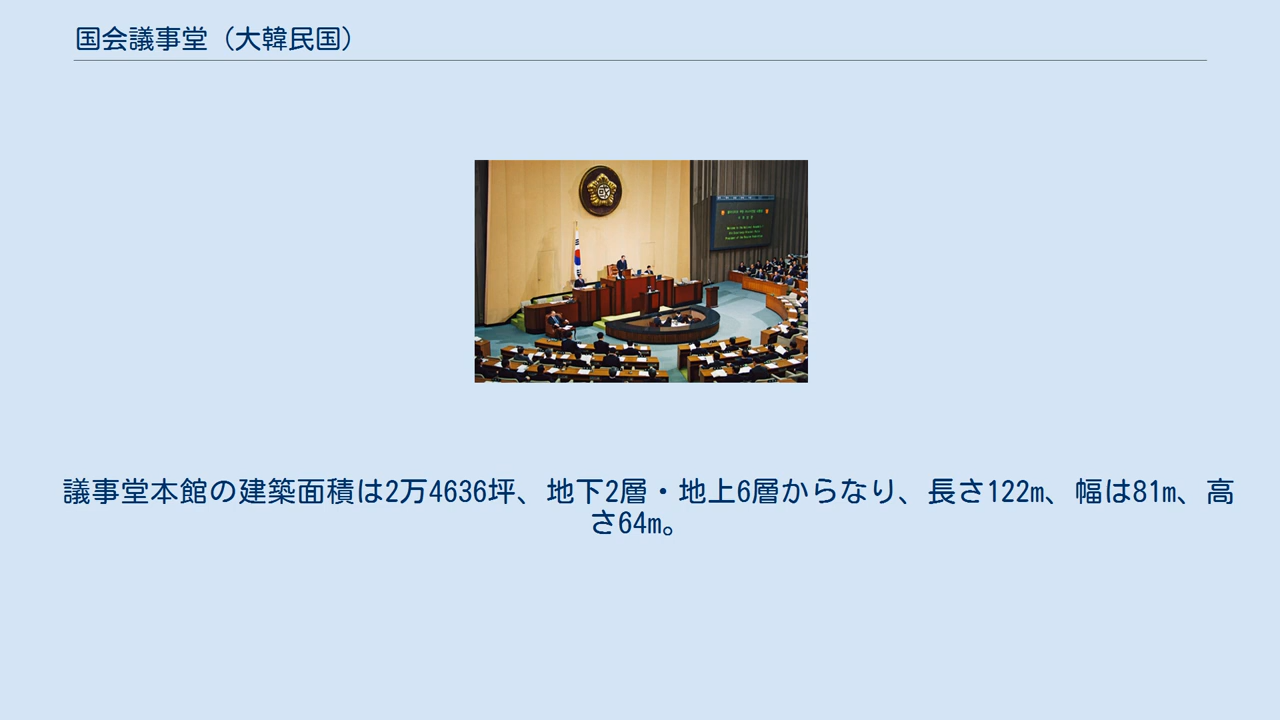 国会議事堂（大韓民国）
議事堂本館の建築面積は2万4636坪、地下2層・地上6層からなり、長さ122m、幅は81m、高
さ64m。